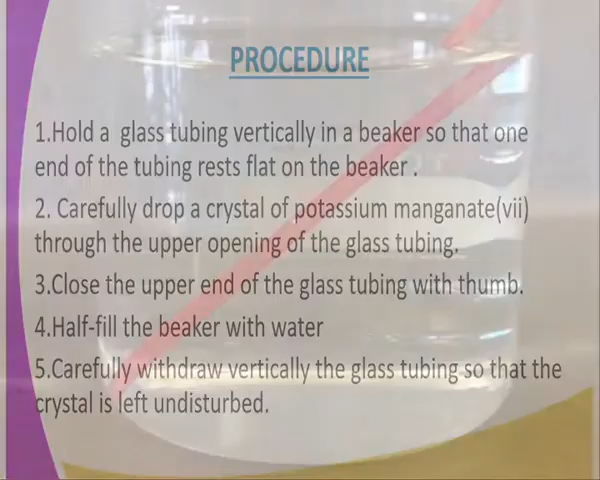 PROCEDURE
1.Hold a glass tubing vertically in a beaker so that one
end of the tubing rests flat on the beaker .
2. Carefully drop a crystal of potassium manganate(vii)
through the upper opening of the glass tubing.
3.Close the upper end of the glass tubing with thumb.
4.Half-fill the beaker with water
5.Carefully withdraw vertically the glass tubing so that the
crystal is left undisturbed.